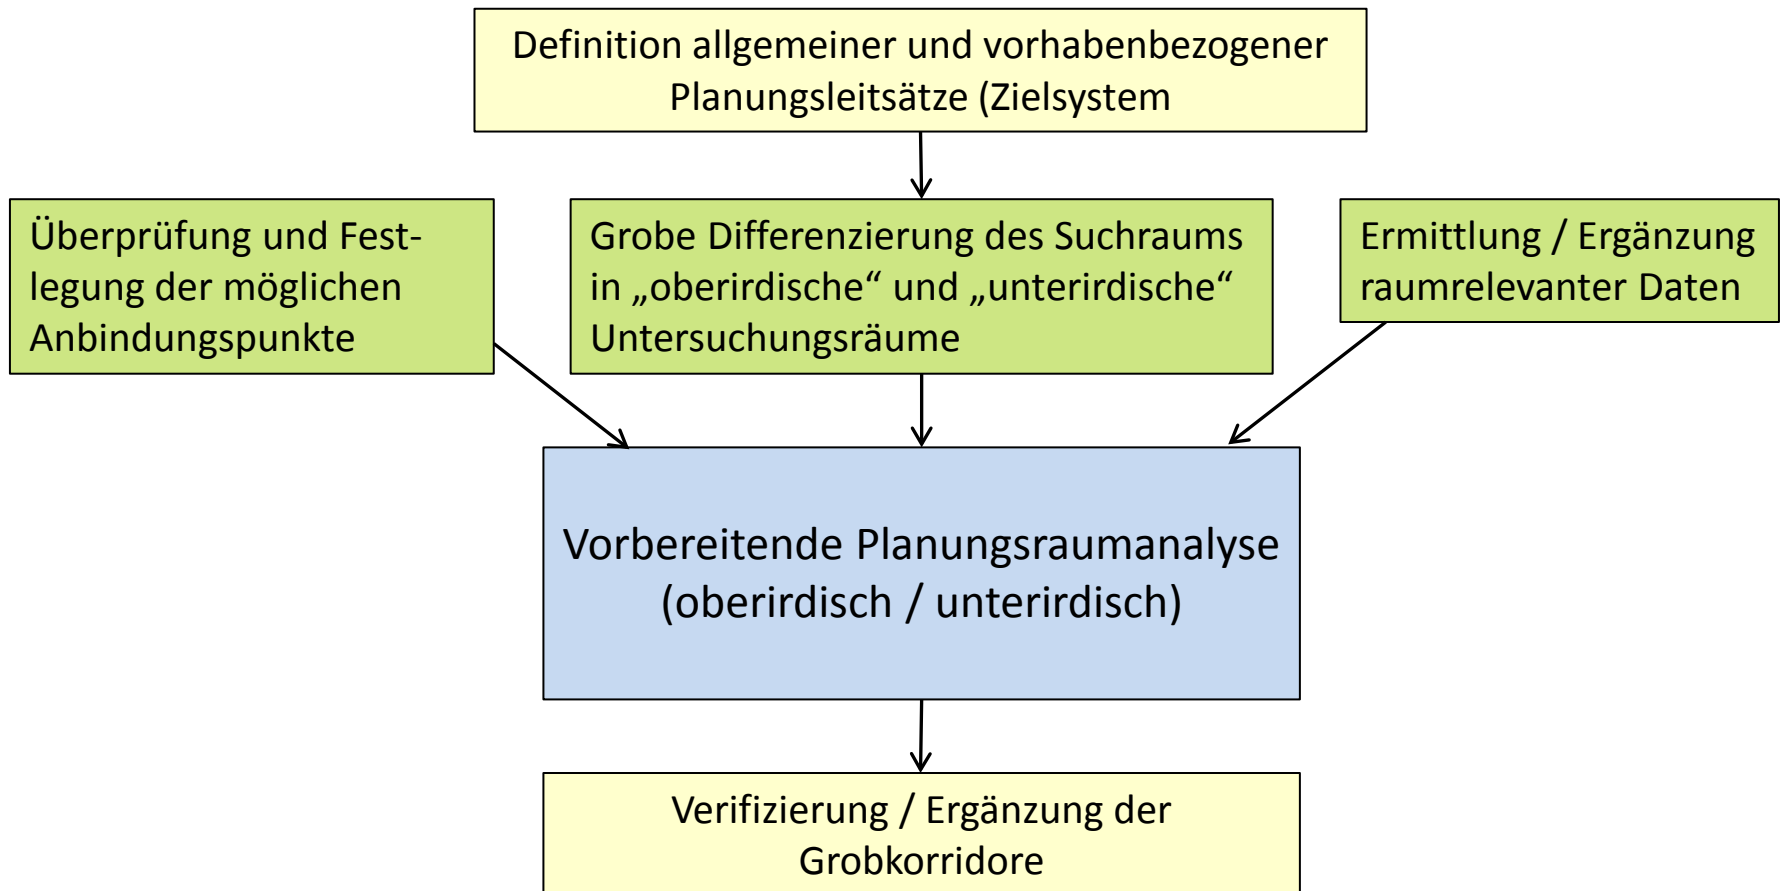 Definition allgemeiner und vorhabenbezogener
Planungsleitsätze (Zielsystem
Überprüfung und Fest-
legung der möglichen
Anbindungspunkte
Grobe Differenzierung des Suchraums
in „oberirdische“ und „unterirdische“
Untersuchungsräume
Ermittlung / Ergänzung
raumrelevanter Daten
Vorbereitende Planungsraumanalyse
(oberirdisch / unterirdisch)
Verifizierung / Ergänzung der
Grobkorridore